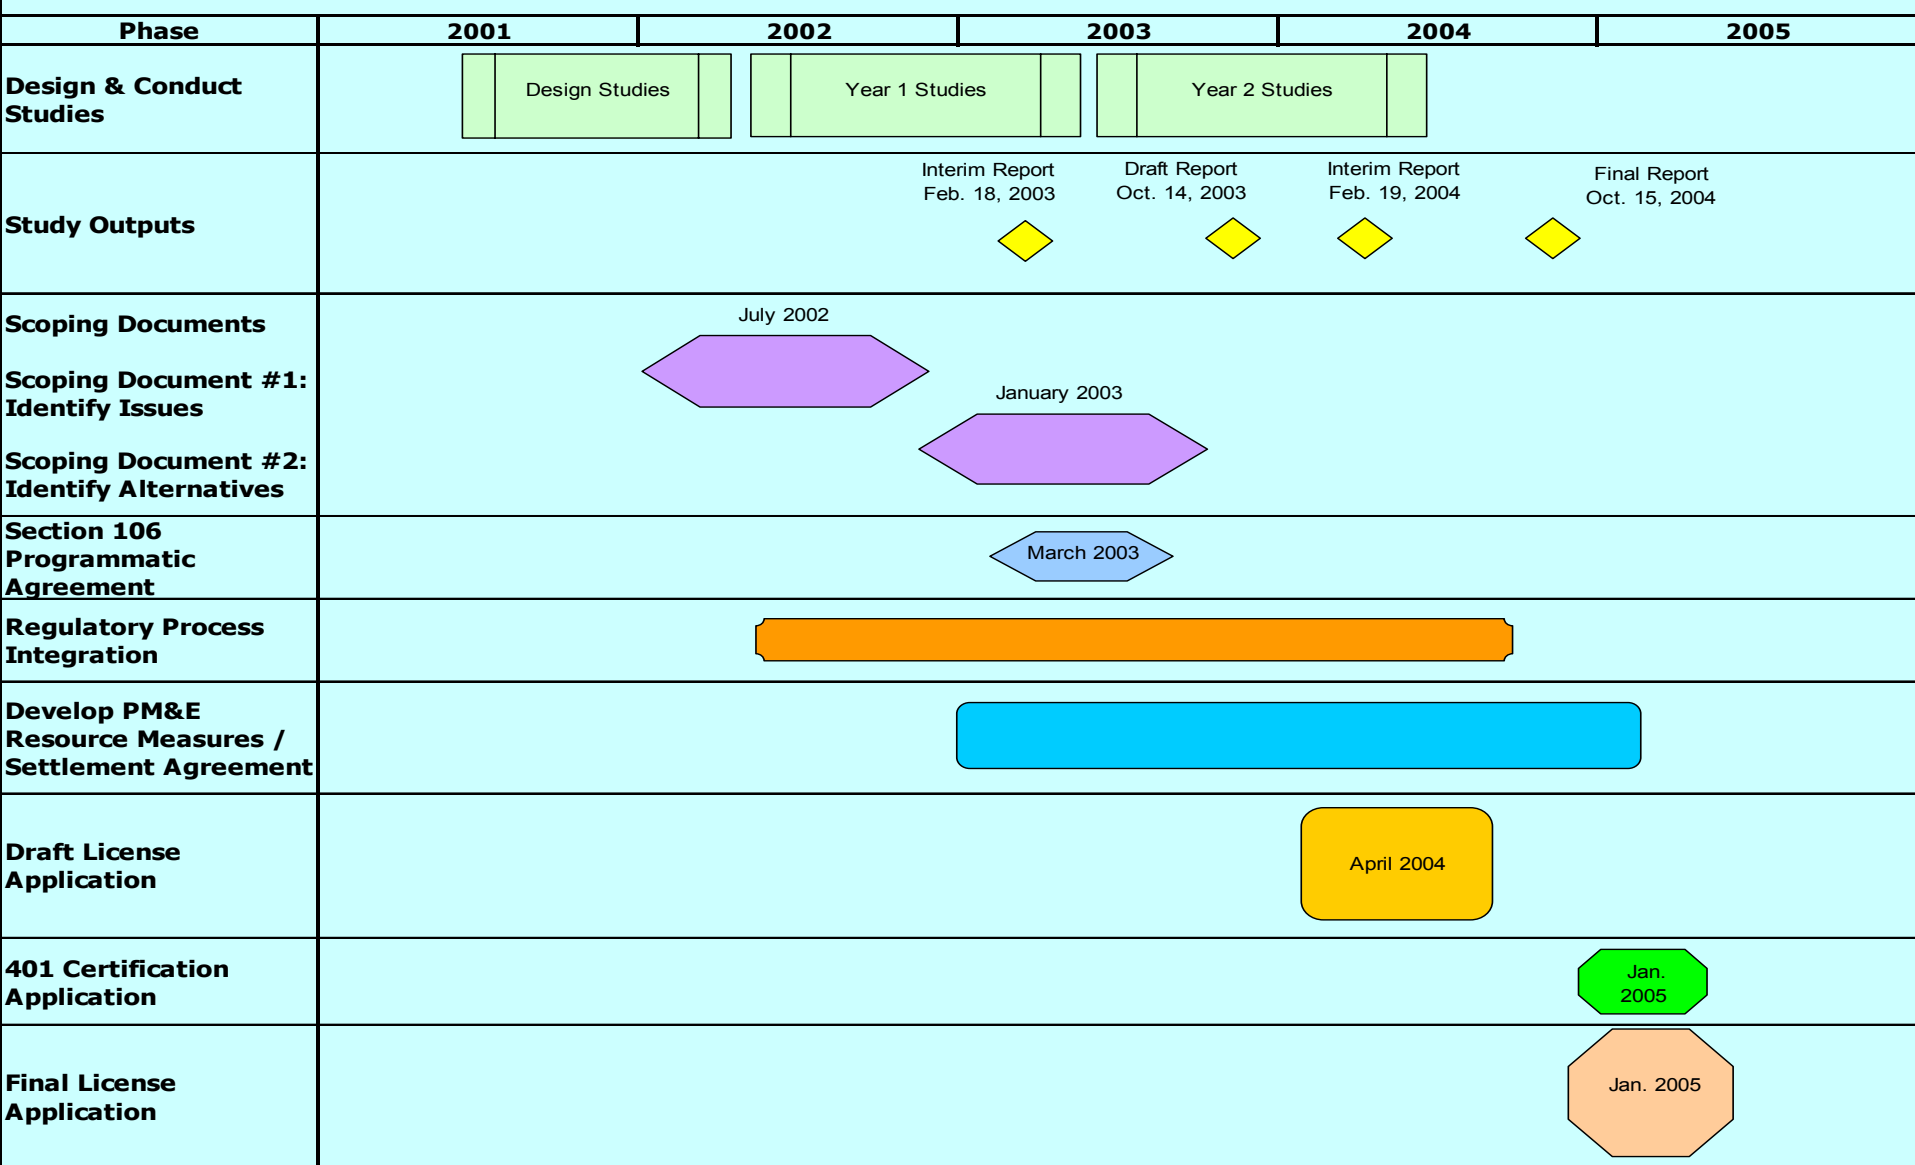 Phase 2001 2002 2003 2004 2005
Design & Conduct
Studies
Design Studies
Year 1 Studies
Year 2 Studies
Study Outputs
Interim Report
Feb. 18, 2003
Draft Report
Oct. 14, 2003
Interim Report
Feb. 19, 2004
Final Report
Oct. 15, 2004
Scoping Documents
Scoping Document #1:
Identify Issues
Scoping Document #2:
Identify Alternatives
July 2002
January 2003
Section 106
Programmatic
Agreement
March 2003
Regulatory Process
Integration
Develop PM&E
Resource Measures /
Settlement Agreement
Draft License
Application
April 2004
401 Certification
Application
Jan.
2005
Final License
Application
Jan. 2005